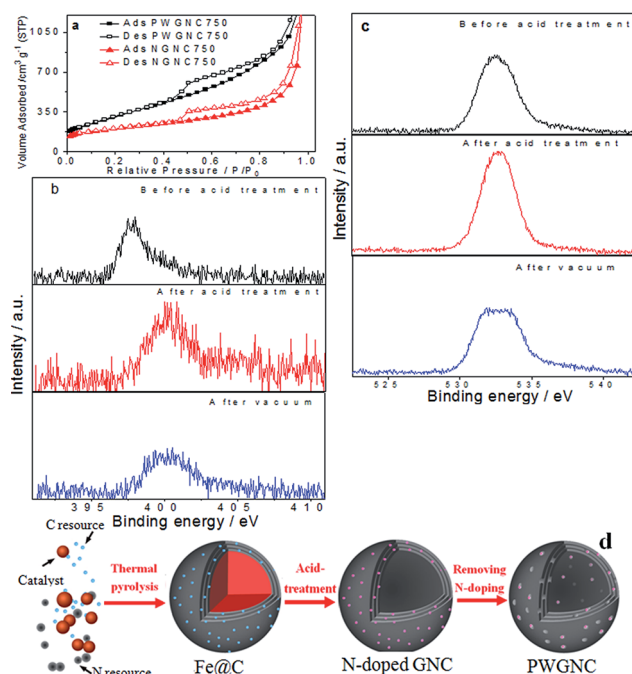 a
Ads PWGNC750
Des PWGNC750
Ads NGNC750
Des NGNC750
Volume Adsorbed /cm³ g⁻¹ (STP)
1050
700
350
0
0.0 0.2 0.4 0.6 0.8 1.0
Relative Pressure / P/P₀
b
Before acid treatment
After acid treatment
After vacuum
Intensity / a.u.
395 400 405 410
Binding energy / eV
c
Before acid treatment
After acid treatment
After vacuum
Intensity / a.u.
525 530 535 540
Binding energy / eV
d
C resource
Catalyst
N resource
Thermal
pyrolysis
Fe@C
Acid-
treatment
N-doped GNC
Removing
N-doping
PWGNC